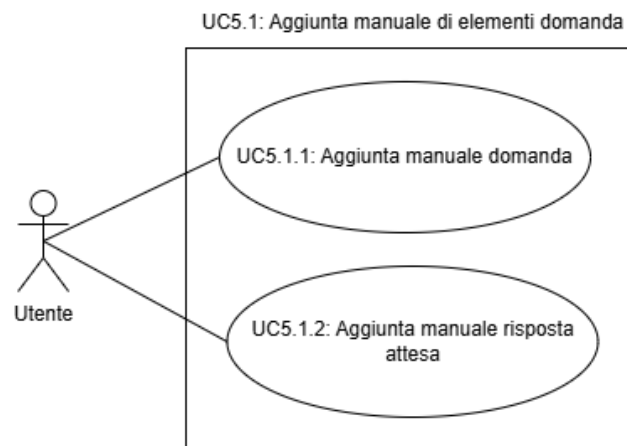 UC5.1: Aggiunta manuale di elementi domanda
UC5.1.1: Aggiunta manuale domanda
Utente
UC5.1.2: Aggiunta manuale risposta
attesa